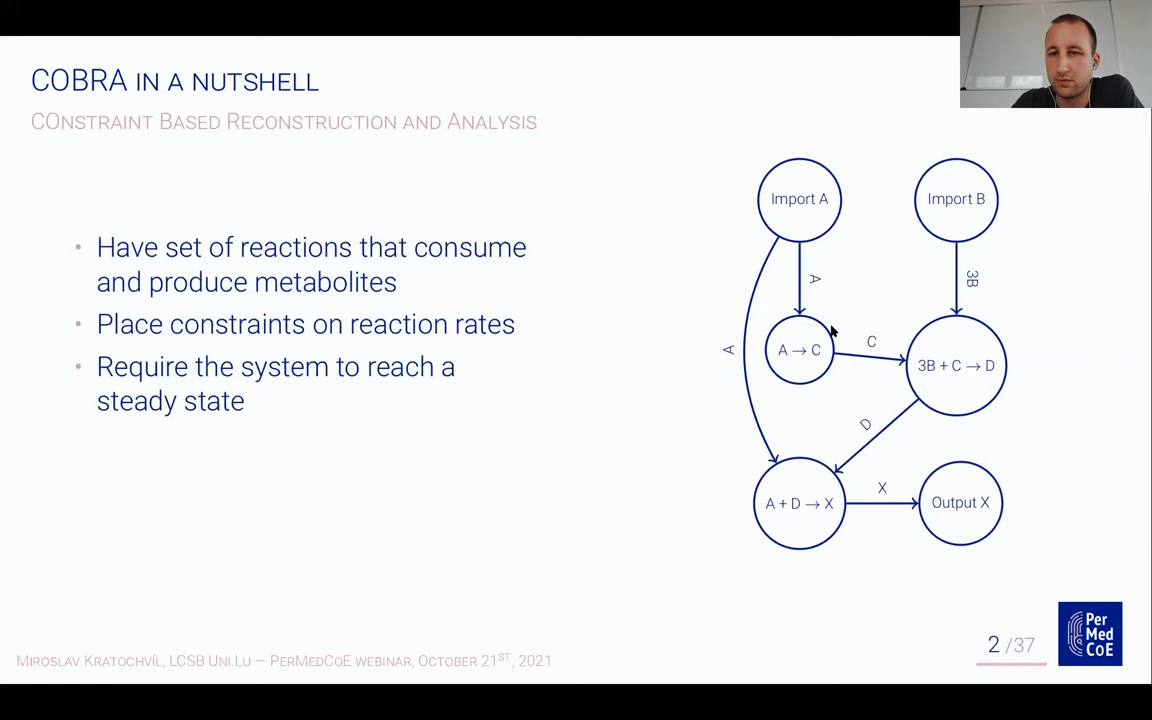 COBRA IN A NUTSHELL
CONSTRAINT BASED RECONSTRUCTION AND ANALYSIS
• Have set of reactions that consume
and produce metabolites
• Place constraints on reaction rates
• Require the system to reach a
steady state
Import A
Import B
A
3B
A
A → C
C
3B + C → D
D
A + D → X
X
Output X
MIROSLAV KRATOCHVÍL, LCSB UNI.LU — PERMEDCOE WEBINAR, OCTOBER 21ST, 2021
2 /37
Per
Med
CoE